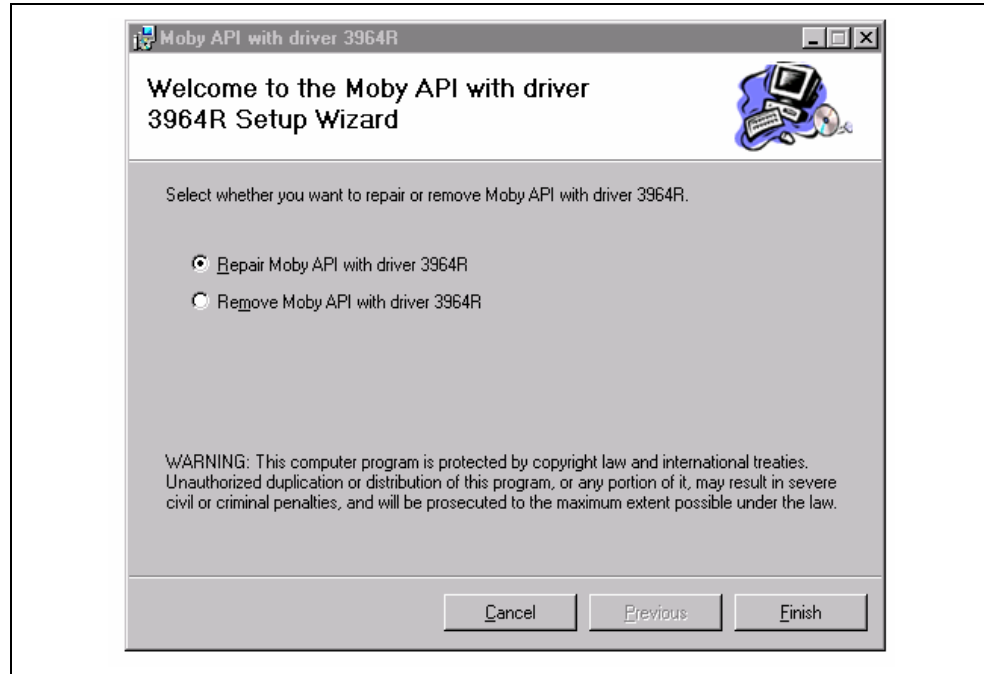 Moby API with driver 3964R
Welcome to the Moby API with driver
3964R Setup Wizard
Select whether you want to repair or remove Moby API with driver 3964R.
Repair Moby API with driver 3964R
Remove Moby API with driver 3964R
WARNING: This computer program is protected by copyright law and international treaties.
Unauthorized duplication or distribution of this program, or any portion of it, may result in severe
civil or criminal penalties, and will be prosecuted to the maximum extent possible under the law.
Cancel
Previous
Finish